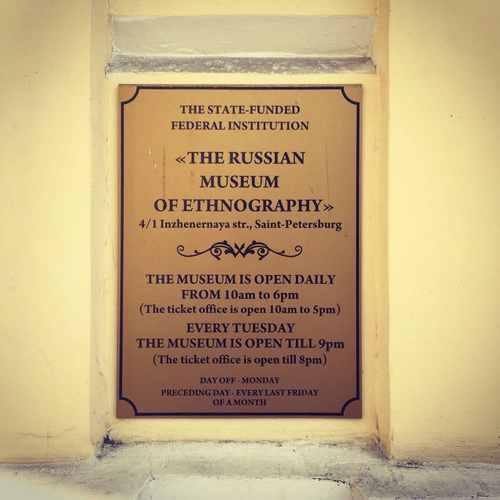 THE STATE-FUNDED
FEDERAL INSTITUTION
«THE RUSSIAN
MUSEUM
OF ETHNOGRAPHY»
4/1 Inzhenernaya str., Saint-Petersburg
THE MUSEUM IS OPEN DAILY
FROM 10am to 6pm
(The ticket office is open 10am to 5pm)
EVERY TUESDAY
THE MUSEUM IS OPEN TILL 9pm
(The ticket office is open till 8pm)
DAY OFF - MONDAY
PRECEDING DAY - EVERY LAST FRIDAY
OF A MONTH